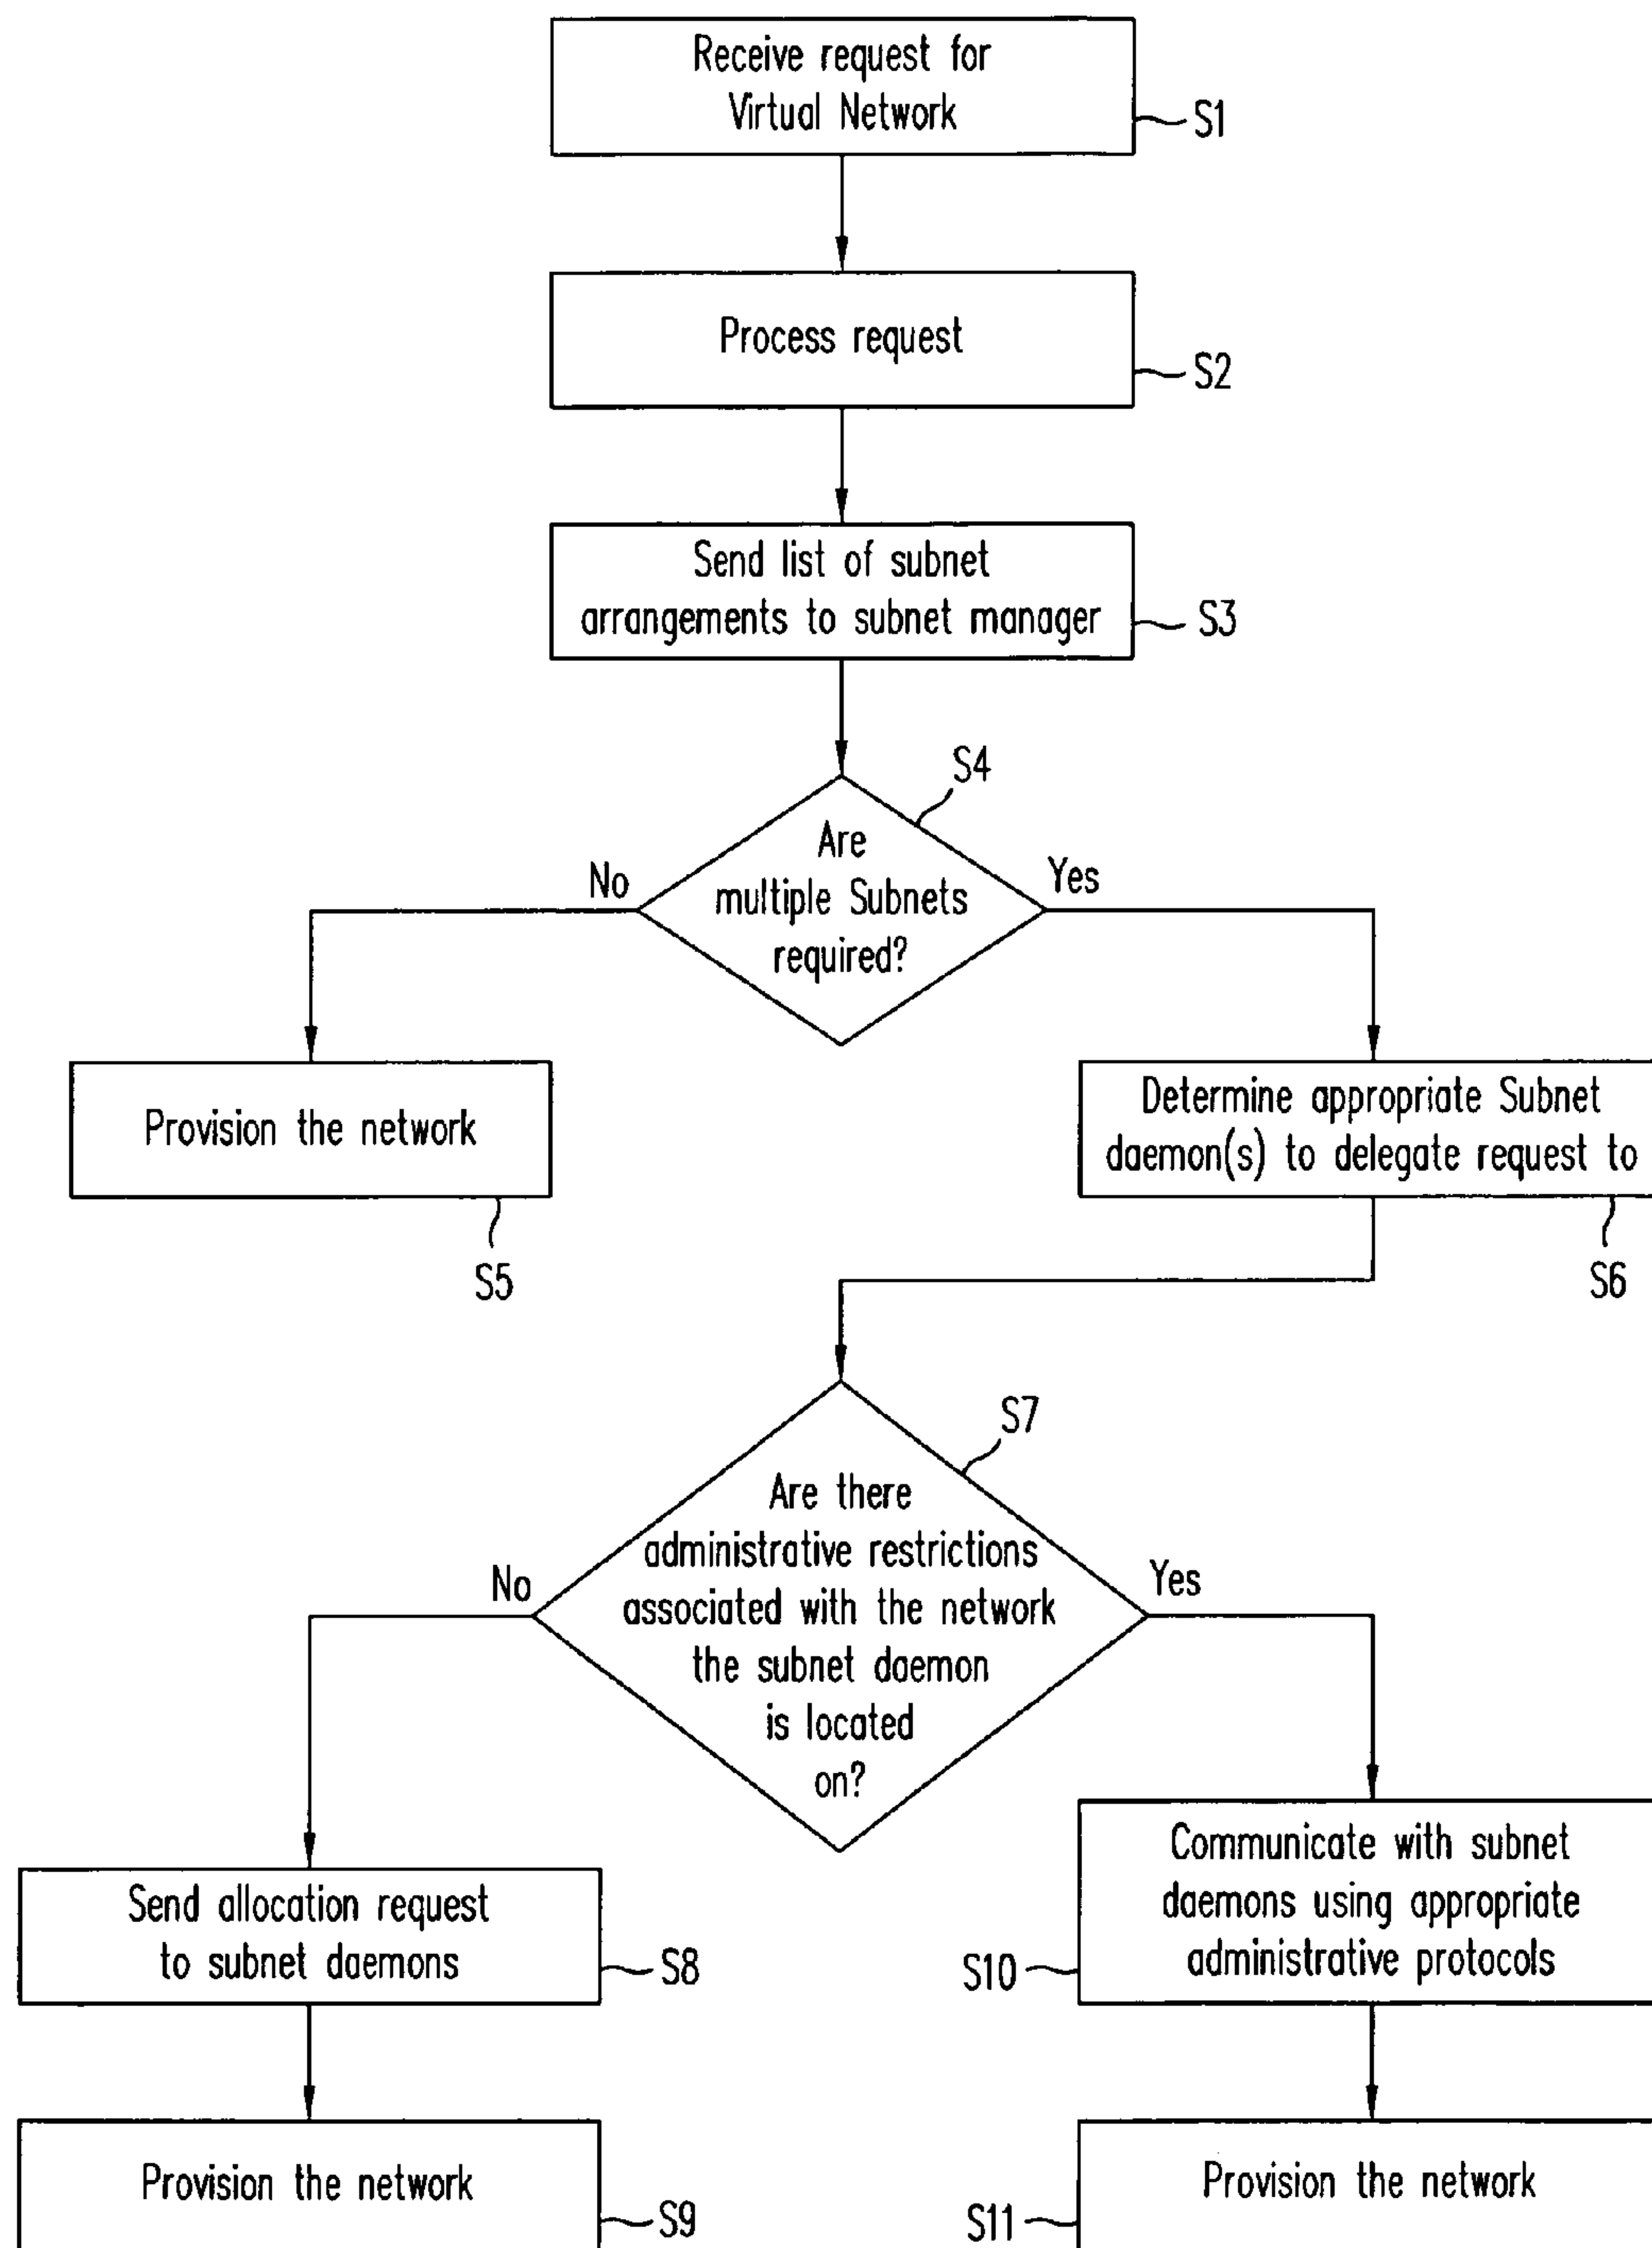 Receive request for
Virtual Network
S1
Process request
S2
Send list of subnet
arrangements to subnet manager
S3
S4
Are
multiple Subnets
required?
No
Yes
Provision the network
S5
Determine appropriate Subnet
daemon(s) to delegate request to
S6
S7
Are there
administrative restrictions
associated with the network
the subnet daemon
is located
on?
No
Yes
Send allocation request
to subnet daemons
S8
Communicate with subnet
daemons using appropriate
administrative protocols
S10
Provision the network
S9
Provision the network
S11